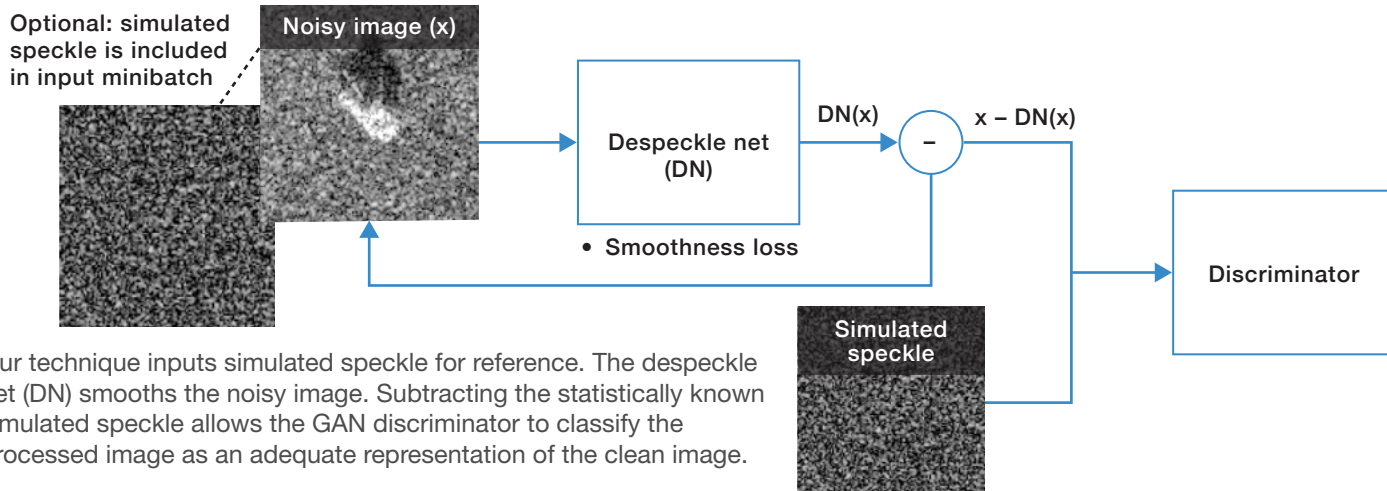 Optional: simulated
speckle is included
in input minibatch
Noisy image (x)
Despeckle net
(DN)
• Smoothness loss
DN(x)
–
x – DN(x)
Discriminator
Simulated
speckle
ur technique inputs simulated speckle for reference. The despeckle
et (DN) smooths the noisy image. Subtracting the statistically known
mulated speckle allows the GAN discriminator to classify the
rocessed image as an adequate representation of the clean image.